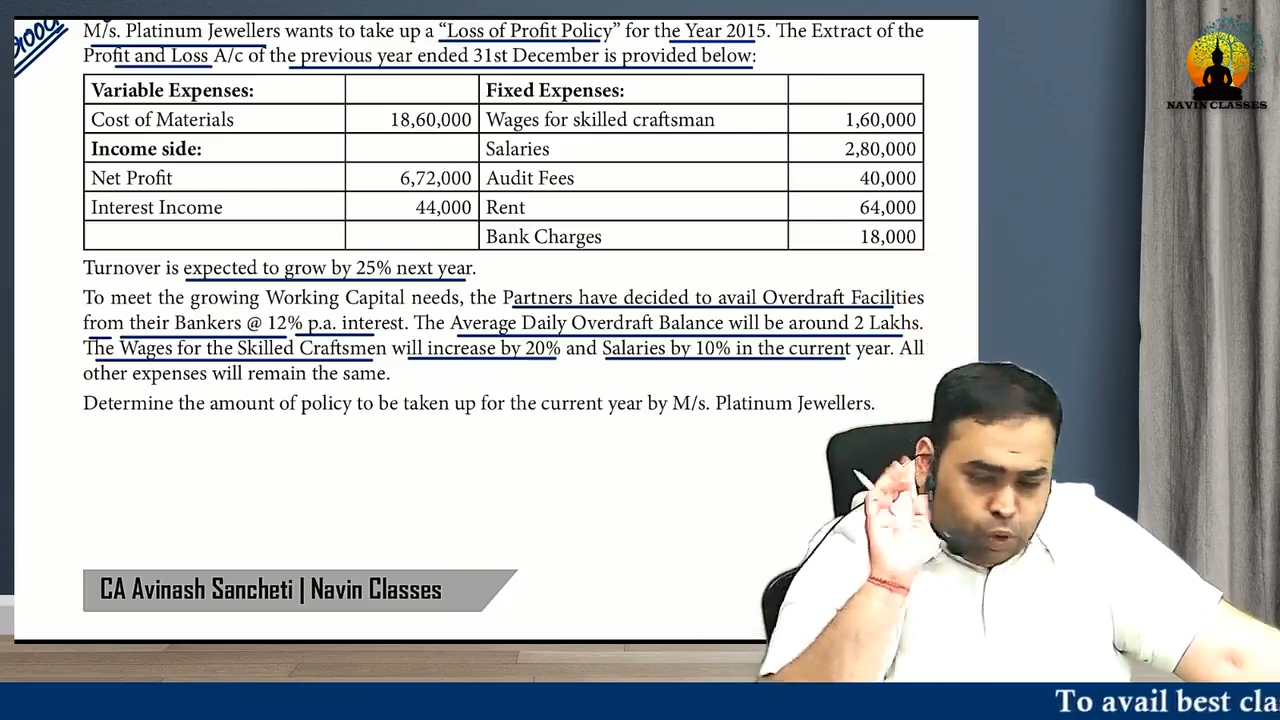 M/s. Platinum Jewellers wants to take up a “Loss of Profit Policy” for the Year 2015. The Extract of the
Profit and Loss A/c of the previous year ended 31st December is provided below:
Variable Expenses: Fixed Expenses:
Cost of Materials 18,60,000 Wages for skilled craftsman 1,60,000
Income side: Salaries 2,80,000
Net Profit 6,72,000 Audit Fees 40,000
Interest Income 44,000 Rent 64,000
Bank Charges 18,000
Turnover is expected to grow by 25% next year.
To meet the growing Working Capital needs, the Partners have decided to avail Overdraft Facilities
from their Bankers @ 12% p.a. interest. The Average Daily Overdraft Balance will be around 2 Lakhs.
The Wages for the Skilled Craftsmen will increase by 20% and Salaries by 10% in the current year. All
other expenses will remain the same.
Determine the amount of policy to be taken up for the current year by M/s. Platinum Jewellers.
CA Avinash Sancheti | Navin Classes
NAVIN CLASSES
To avail best cla